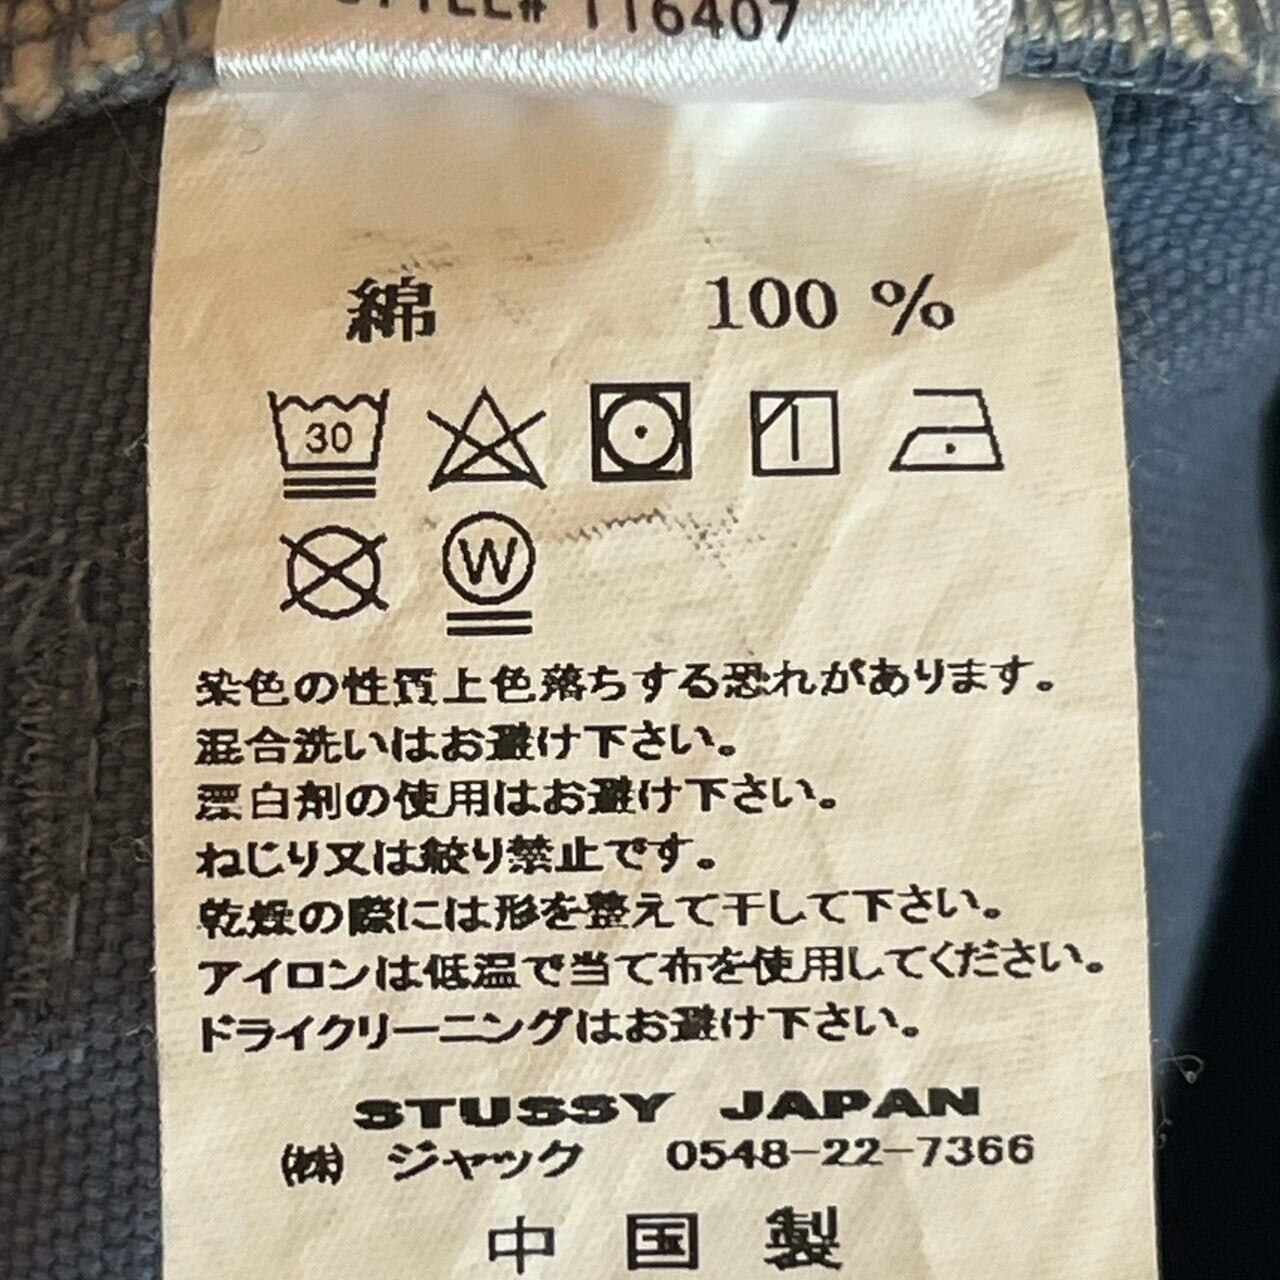 STYLE# 116407
綿 100 %
30
W
染色の性質上色落ちする恐れがあります。
混合洗いはお避け下さい。
漂白剤の使用はお避け下さい。
ねじり又は絞り禁止です。
乾燥の際には形を整えて干して下さい。
アイロンは低温で当て布を使用してください。
ドライクリーニングはお避け下さい。
STUSSY JAPAN
㈱ ジャック 0548-22-7366
中国製